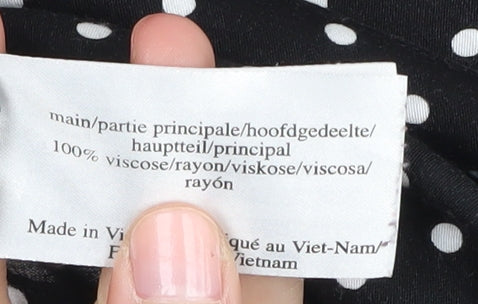 main/partie principale/hoofdgedeelte/
hauptteil/principal
100% viscose/rayon/viskose/viscosa/
rayón
Made in Vi iqué au Viet-Nam/
F Vietnam